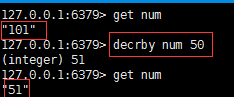 127.0.0.1:6379> get num
"101"
127.0.0.1:6379> decrby num 50
(integer) 51
127.0.0.1:6379> get num
"51"